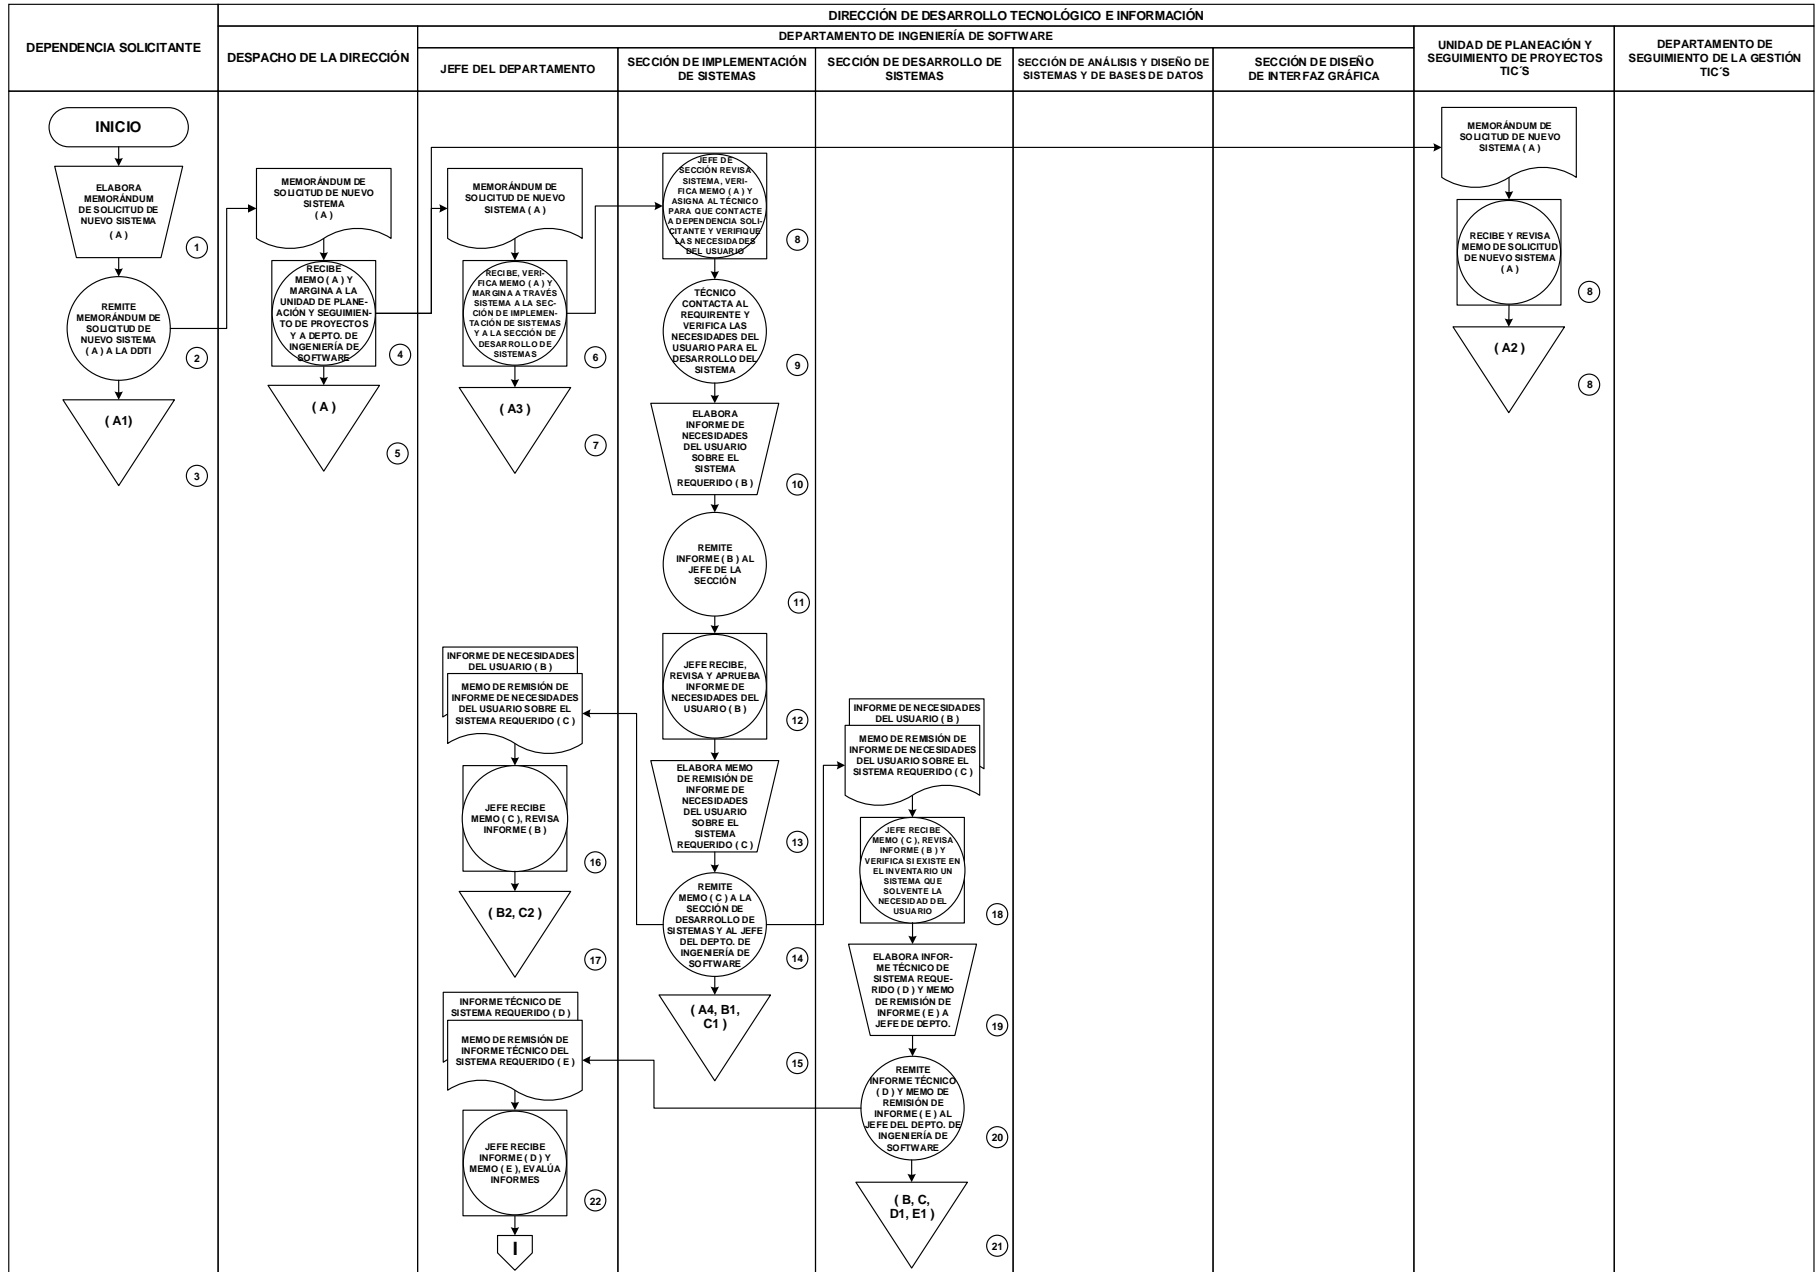 DIRECCIÓN DE DESARROLLO TECNOLÓGICO E INFORMACIÓN
DEPENDENCIA SOLICITANTE
DESPACHO DE LA DIRECCIÓN
DEPARTAMENTO DE INGENIERÍA DE SOFTWARE
JEFE DEL DEPARTAMENTO
SECCIÓN DE IMPLEMENTACIÓN
DE SISTEMAS
SECCIÓN DE DESARROLLO DE
SISTEMAS
SECCIÓN DE ANÁLISIS Y DISEÑO DE
SISTEMAS Y DE BASES DE DATOS
SECCIÓN DE DISEÑO
DE INTERFAZ GRÁFICA
UNIDAD DE PLANEACIÓN Y
SEGUIMIENTO DE PROYECTOS
TIC´S
DEPARTAMENTO DE
SEGUIMIENTO DE LA GESTIÓN
TIC´S
INICIO
ELABORA
MEMORÁNDUM
DE SOLICITUD DE
NUEVO SISTEMA
( A )
1
REMITE
MEMORÁNDUM DE
SOLICITUD DE
NUEVO SISTEMA
( A ) A LA DDTI
2
( A1)
3
MEMORÁNDUM DE
SOLICITUD DE NUEVO
SISTEMA
( A )
RECIBE
MEMO ( A ) Y
MARGINA A LA
UNIDAD DE PLANE-
ACIÓN Y SEGUIMIEN-
TO DE PROYECTOS
Y A DEPTO. DE
INGENIERÍA DE
SOFTWARE
4
( A )
5
MEMORÁNDUM DE
SOLICITUD DE NUEVO
SISTEMA ( A )
RECIBE, VERI-
FICA MEMO ( A ) Y
MARGINA A TRAVÉS
SISTEMA A LA SEC-
CIÓN DE IMPLEMEN-
TACIÓN DE SISTEMAS
Y A LA SECCIÓN DE
DESARROLLO DE
SISTEMAS
6
( A3 )
7
JEFE DE
SECCIÓN REVISA
SISTEMA, VERI-
FICA MEMO ( A ) Y
ASIGNA AL TÉCNICO
PARA QUE CONTACTE
A DEPENDENCIA SOLI-
CITANTE Y VERIFIQUE
LAS NECESIDADES
DEL USUARIO
8
TÉCNICO
CONTACTA AL
REQUIRENTE Y
VERIFICA LAS
NECESIDADES DEL
USUARIO PARA EL
DESARROLLO DEL
SISTEMA
9
ELABORA
INFORME DE
NECESIDADES
DEL USUARIO
SOBRE EL
SISTEMA
REQUERIDO ( B )
10
REMITE
INFORME ( B ) AL
JEFE DE LA
SECCIÓN
11
JEFE RECIBE,
REVISA Y APRUEBA
INFORME DE
NECESIDADES DEL
USUARIO ( B )
12
ELABORA MEMO
DE REMISIÓN DE
INFORME DE
NECESIDADES
DEL USUARIO
SOBRE EL
SISTEMA
REQUERIDO ( C )
13
REMITE
MEMO ( C ) A LA
SECCIÓN DE
DESARROLLO DE
SISTEMAS Y AL JEFE
DEL DEPTO. DE
INGENIERÍA DE
SOFTWARE
14
( A4, B1,
C1 )
15
INFORME DE NECESIDADES
DEL USUARIO ( B )
MEMO DE REMISIÓN DE
INFORME DE NECESIDADES
DEL USUARIO SOBRE EL
SISTEMA REQUERIDO ( C )
JEFE RECIBE
MEMO ( C ), REVISA
INFORME ( B )
16
( B2, C2 )
17
INFORME DE NECESIDADES
DEL USUARIO ( B )
MEMO DE REMISIÓN DE
INFORME DE NECESIDADES
DEL USUARIO SOBRE EL
SISTEMA REQUERIDO ( C )
JEFE RECIBE
MEMO ( C ), REVISA
INFORME ( B ) Y
VERIFICA SI EXISTE EN
EL INVENTARIO UN
SISTEMA QUE
SOLVENTE LA
NECESIDAD DEL
USUARIO
18
ELABORA INFOR-
ME TÉCNICO DE
SISTEMA REQUE-
RIDO ( D ) Y MEMO
DE REMISIÓN DE
INFORME ( E ) A
JEFE DE DEPTO.
19
REMITE
INFORME TÉCNICO
( D ) Y MEMO DE
REMISIÓN DE
INFORME ( E ) AL
JEFE DEL DEPTO. DE
INGENIERÍA DE
SOFTWARE
20
( B, C,
D1, E1 )
21
INFORME TÉCNICO DE
SISTEMA REQUERIDO ( D )
MEMO DE REMISIÓN DE
INFORME TÉCNICO DEL
SISTEMA REQUERIDO ( E )
JEFE RECIBE
INFORME ( D ) Y
MEMO ( E ), EVALÚA
INFORMES
22
I
MEMORÁNDUM DE
SOLICITUD DE NUEVO
SISTEMA ( A )
RECIBE Y REVISA
MEMO DE SOLICITUD
DE NUEVO SISTEMA
( A )
8
( A2 )
8